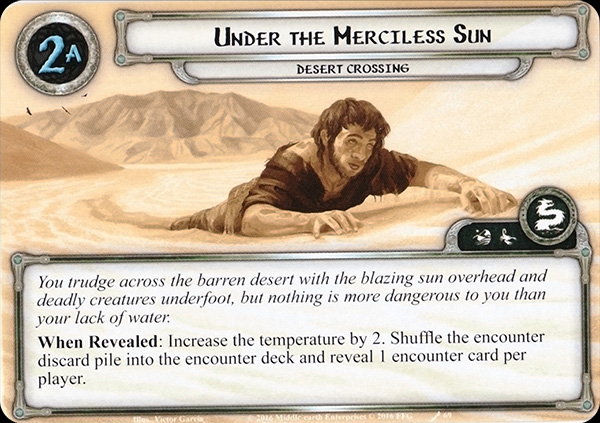 2A
UNDER THE MERCILESS SUN
DESERT CROSSING
You trudge across the barren desert with the blazing sun overhead and
deadly creatures underfoot, but nothing is more dangerous to you than
your lack of water.
When Revealed: Increase the temperature by 2. Shuffle the encounter
discard pile into the encounter deck and reveal 1 encounter card per
player.
Illus. Victor García © 2016 Middle-earth Enterprises © 2016 FFG 69